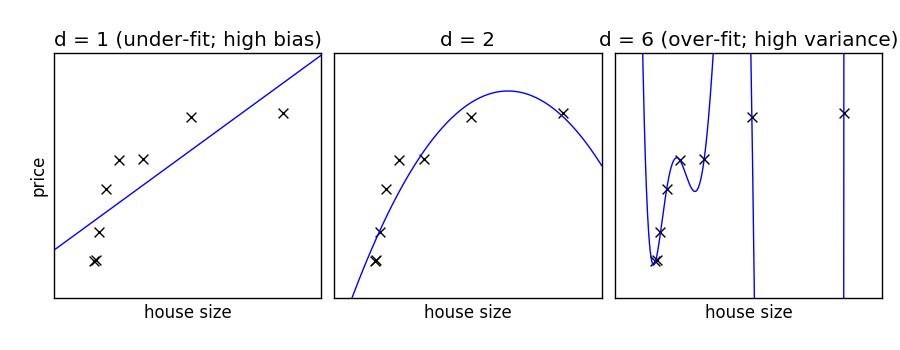 d = 1 (under-fit; high bias)
d = 2
d = 6 (over-fit; high variance)
price
house size
house size
house size